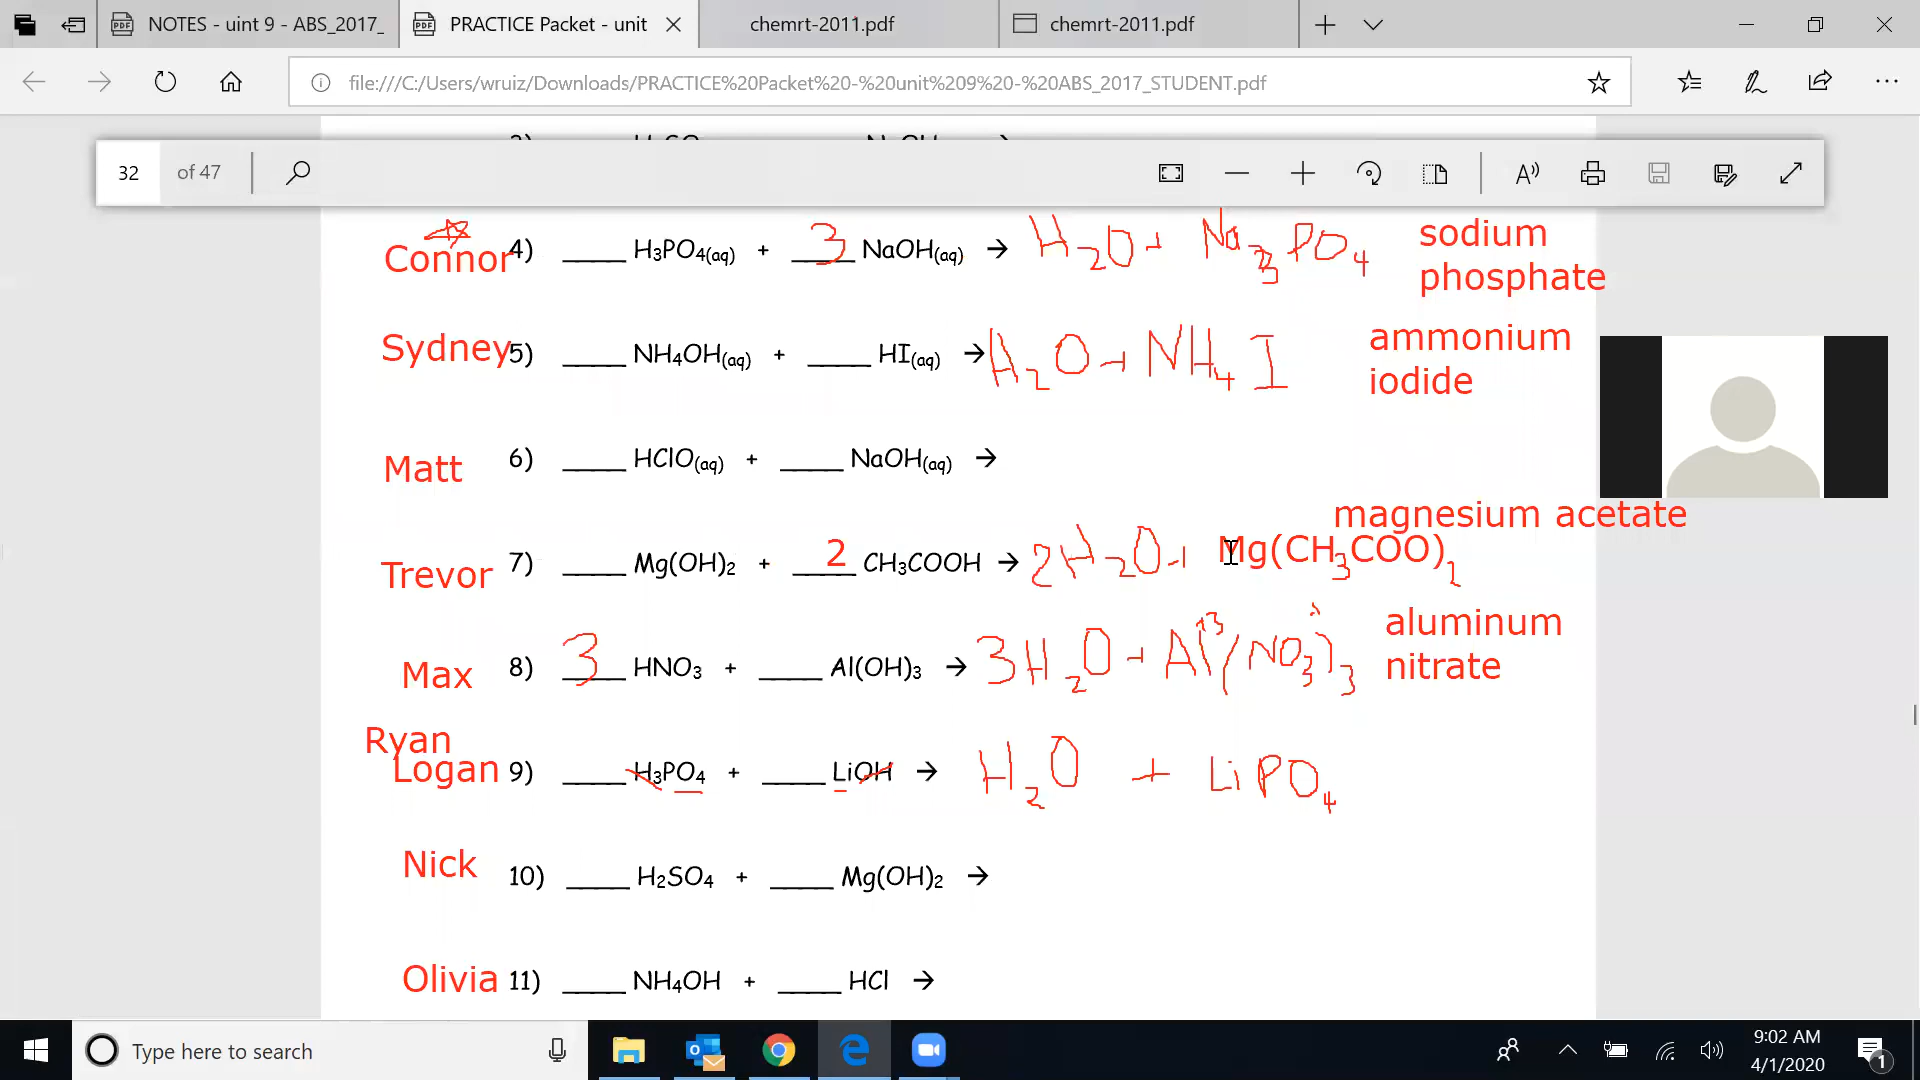 NOTES - uint 9 - ABS_2017_
PRACTICE Packet - unit
chemrt-2011.pdf
chemrt-2011.pdf
file:///C:/Users/wruiz/Downloads/PRACTICE%20Packet%20-%20unit%209%20-%20ABS_2017_STUDENT.pdf
32 of 47
Connor 4) ____ H3PO4(aq) + 3 NaOH(aq) → H2O + Na3PO4 sodium
phosphate
Sydney 5) ____ NH4OH(aq) + ____ HI(aq) → H2O + NH4I ammonium
iodide
Matt 6) ____ HClO(aq) + ____ NaOH(aq) →
magnesium acetate
Trevor 7) ____ Mg(OH)2 + 2 CH3COOH → 2H2O + Mg(CH3COO)2
Max 8) 3 HNO3 + ____ Al(OH)3 → 3H2O + Al+3(NO3)3 aluminum
nitrate
Ryan
Logan 9) ____ H3PO4 + ____ LiOH → H2O + LiPO4
Nick 10) ____ H2SO4 + ____ Mg(OH)2 →
Olivia 11) ____ NH4OH + ____ HCl →
Type here to search
9:02 AM
4/1/2020
1